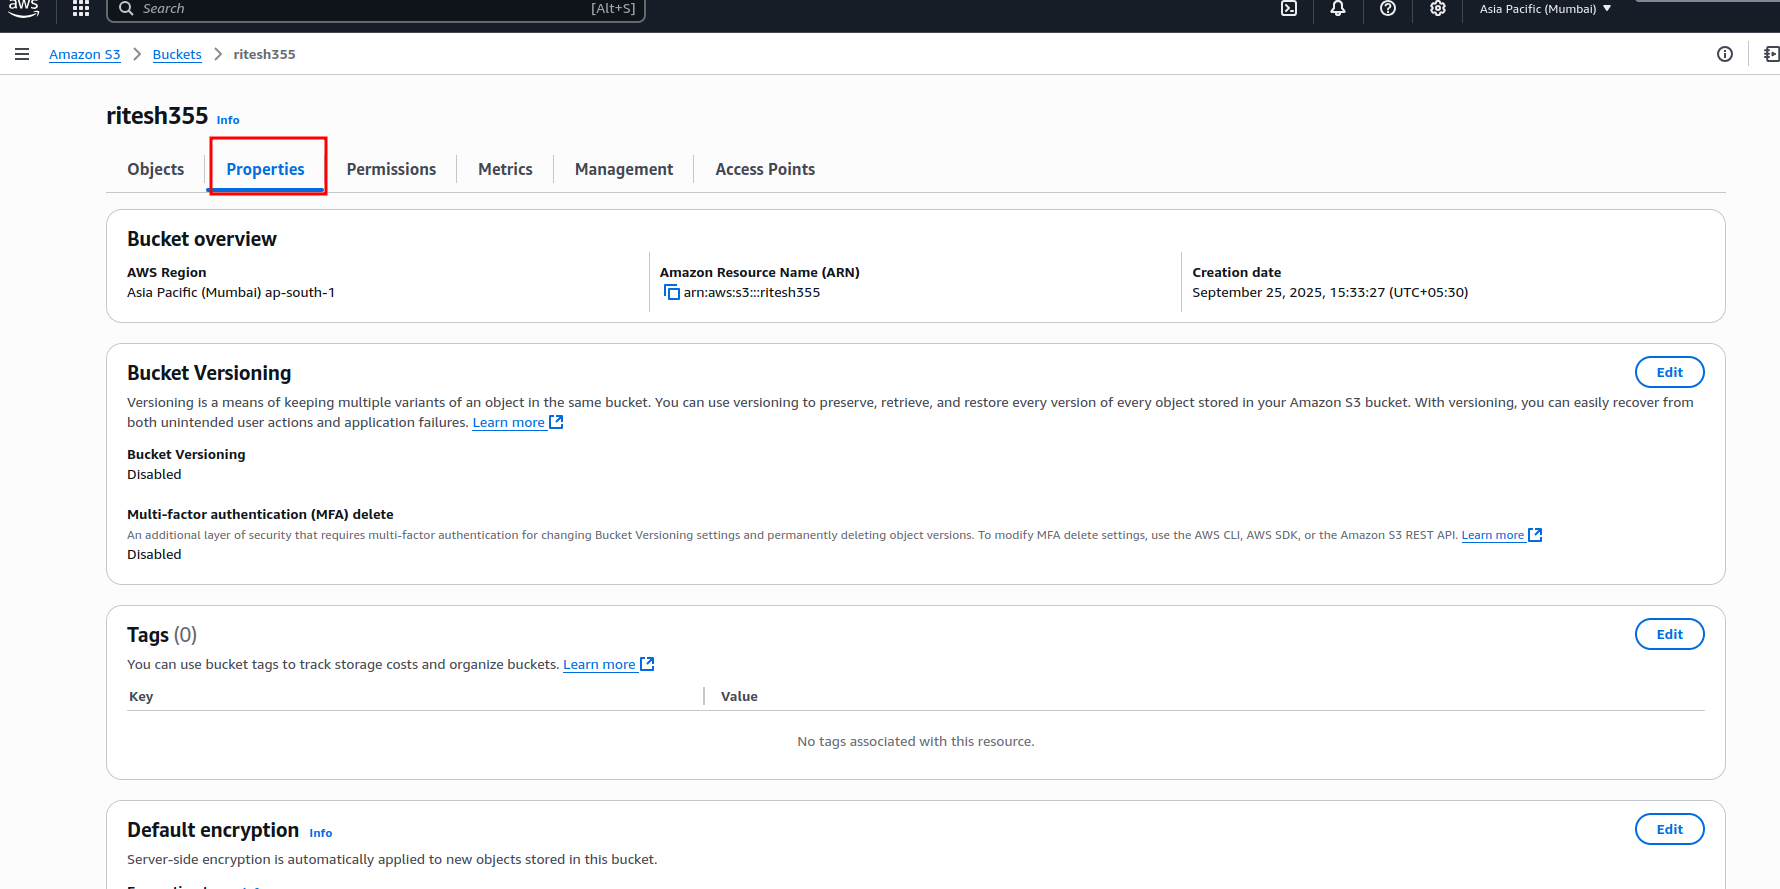 aws Search [Alt+S] Asia Pacific (Mumbai)
Amazon S3 Buckets ritesh355
ritesh355 Info
Objects Properties Permissions Metrics Management Access Points
Bucket overview
AWS Region Amazon Resource Name (ARN) Creation date
Asia Pacific (Mumbai) ap-south-1 arn:aws:s3:::ritesh355 September 25, 2025, 15:33:27 (UTC+05:30)
Bucket Versioning Edit
Versioning is a means of keeping multiple variants of an object in the same bucket. You can use versioning to preserve, retrieve, and restore every version of every object stored in your Amazon S3 bucket. With versioning, you can easily recover from
both unintended user actions and application failures. Learn more
Bucket Versioning
Disabled
Multi-factor authentication (MFA) delete
An additional layer of security that requires multi-factor authentication for changing Bucket Versioning settings and permanently deleting object versions. To modify MFA delete settings, use the AWS CLI, AWS SDK, or the Amazon S3 REST API. Learn more
Disabled
Tags (0) Edit
You can use bucket tags to track storage costs and organize buckets. Learn more
Key Value
No tags associated with this resource.
Default encryption Info Edit
Server-side encryption is automatically applied to new objects stored in this bucket.